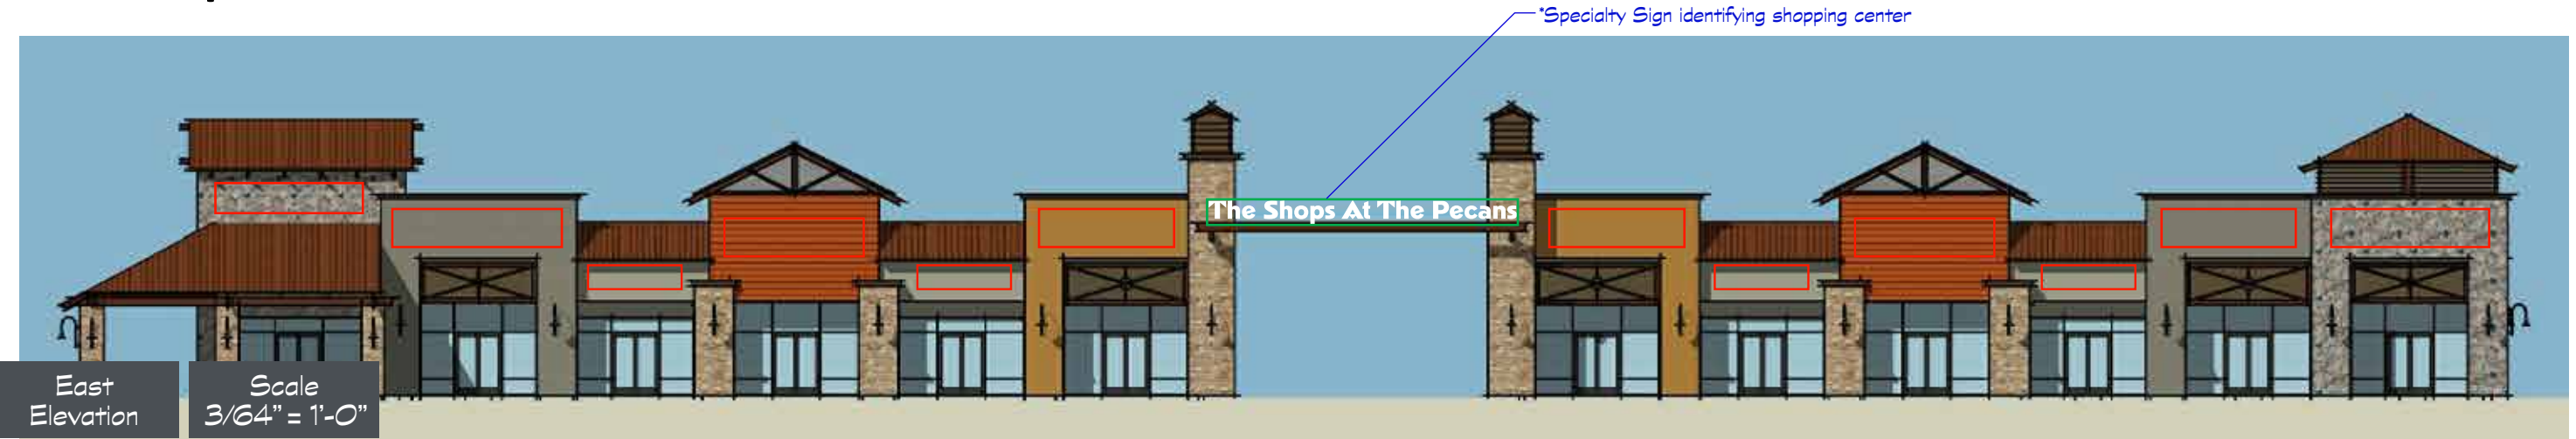 *Specialty Sign identifying shopping center
The Shops At The Pecans
East
Elevation
Scale
3/64" = 1'-0"